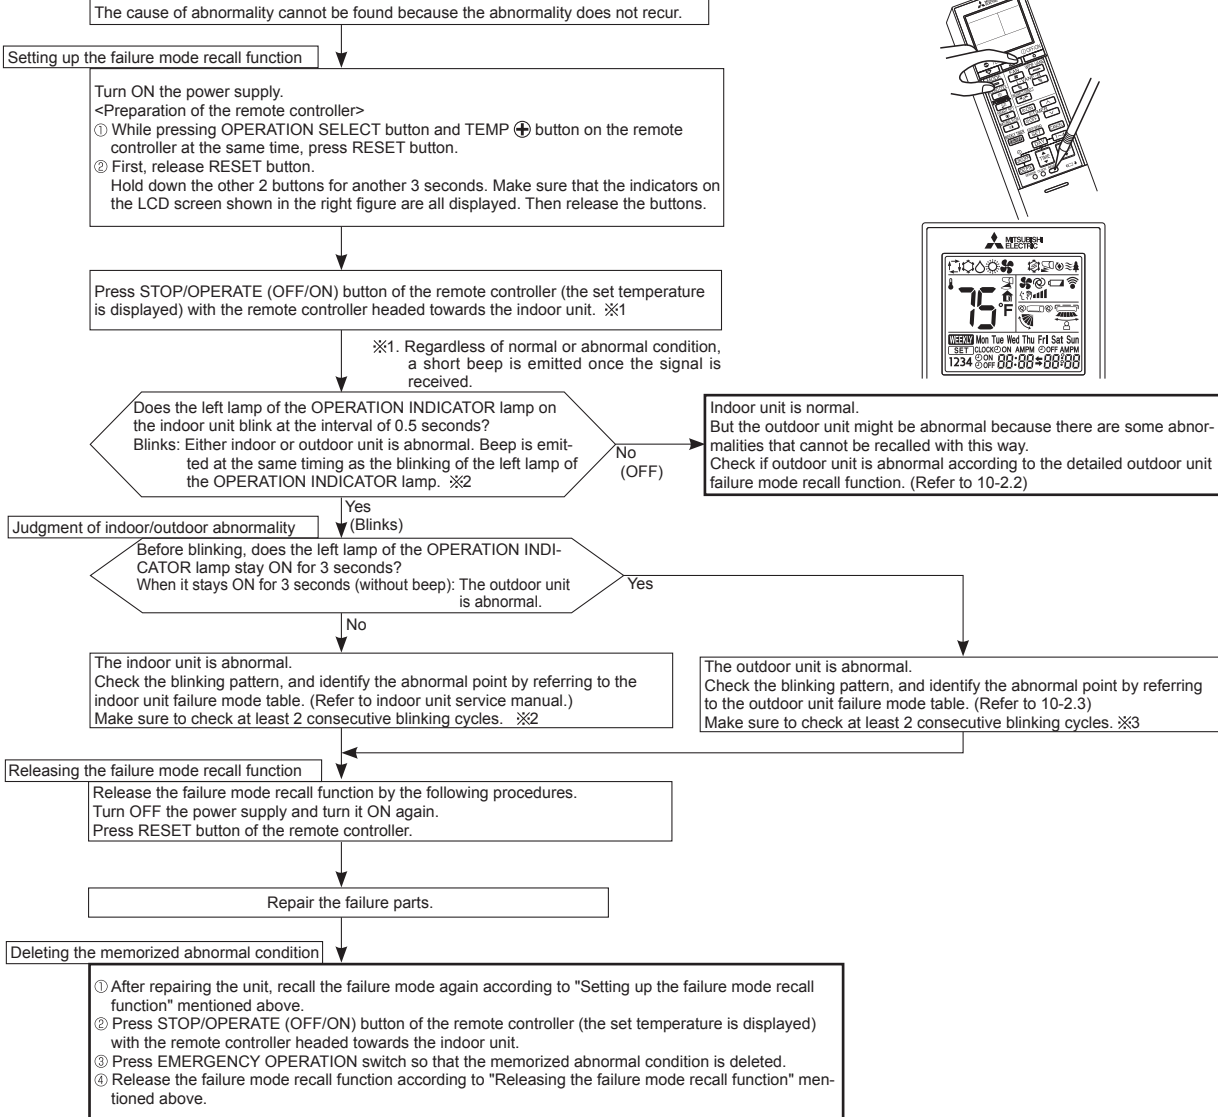 The cause of abnormality cannot be found because the abnormality does not recur.
Setting up the failure mode recall function
Turn ON the power supply.
<Preparation of the remote controller>
① While pressing OPERATION SELECT button and TEMP ⊕ button on the remote
controller at the same time, press RESET button.
② First, release RESET button.
Hold down the other 2 buttons for another 3 seconds. Make sure that the indicators on
the LCD screen shown in the right figure are all displayed. Then release the buttons.
MITSUBISHI
ELECTRIC
75°F
WEEKLY Mon Tue Wed Thu Fri Sat Sun
SET CLOCK ON AMPM OFF AMPM
1234 ON OFF 88:88 88:88
Press STOP/OPERATE (OFF/ON) button of the remote controller (the set temperature
is displayed) with the remote controller headed towards the indoor unit. ※1
※1. Regardless of normal or abnormal condition,
a short beep is emitted once the signal is
received.
Does the left lamp of the OPERATION INDICATOR lamp on
the indoor unit blink at the interval of 0.5 seconds?
Blinks: Either indoor or outdoor unit is abnormal. Beep is emit-
ted at the same timing as the blinking of the left lamp of
the OPERATION INDICATOR lamp. ※2
No
(OFF)
Indoor unit is normal.
But the outdoor unit might be abnormal because there are some abnor-
malities that cannot be recalled with this way.
Check if outdoor unit is abnormal according to the detailed outdoor unit
failure mode recall function. (Refer to 10-2.2)
Yes
(Blinks)
Judgment of indoor/outdoor abnormality
Before blinking, does the left lamp of the OPERATION INDI-
CATOR lamp stay ON for 3 seconds?
When it stays ON for 3 seconds (without beep): The outdoor unit
is abnormal.
Yes
No
The indoor unit is abnormal.
Check the blinking pattern, and identify the abnormal point by referring to the
indoor unit failure mode table. (Refer to indoor unit service manual.)
Make sure to check at least 2 consecutive blinking cycles. ※2
The outdoor unit is abnormal.
Check the blinking pattern, and identify the abnormal point by referring
to the outdoor unit failure mode table. (Refer to 10-2.3)
Make sure to check at least 2 consecutive blinking cycles. ※3
Releasing the failure mode recall function
Release the failure mode recall function by the following procedures.
Turn OFF the power supply and turn it ON again.
Press RESET button of the remote controller.
Repair the failure parts.
Deleting the memorized abnormal condition
① After repairing the unit, recall the failure mode again according to "Setting up the failure mode recall
function" mentioned above.
② Press STOP/OPERATE (OFF/ON) button of the remote controller (the set temperature is displayed)
with the remote controller headed towards the indoor unit.
③ Press EMERGENCY OPERATION switch so that the memorized abnormal condition is deleted.
④ Release the failure mode recall function according to "Releasing the failure mode recall function" men-
tioned above.